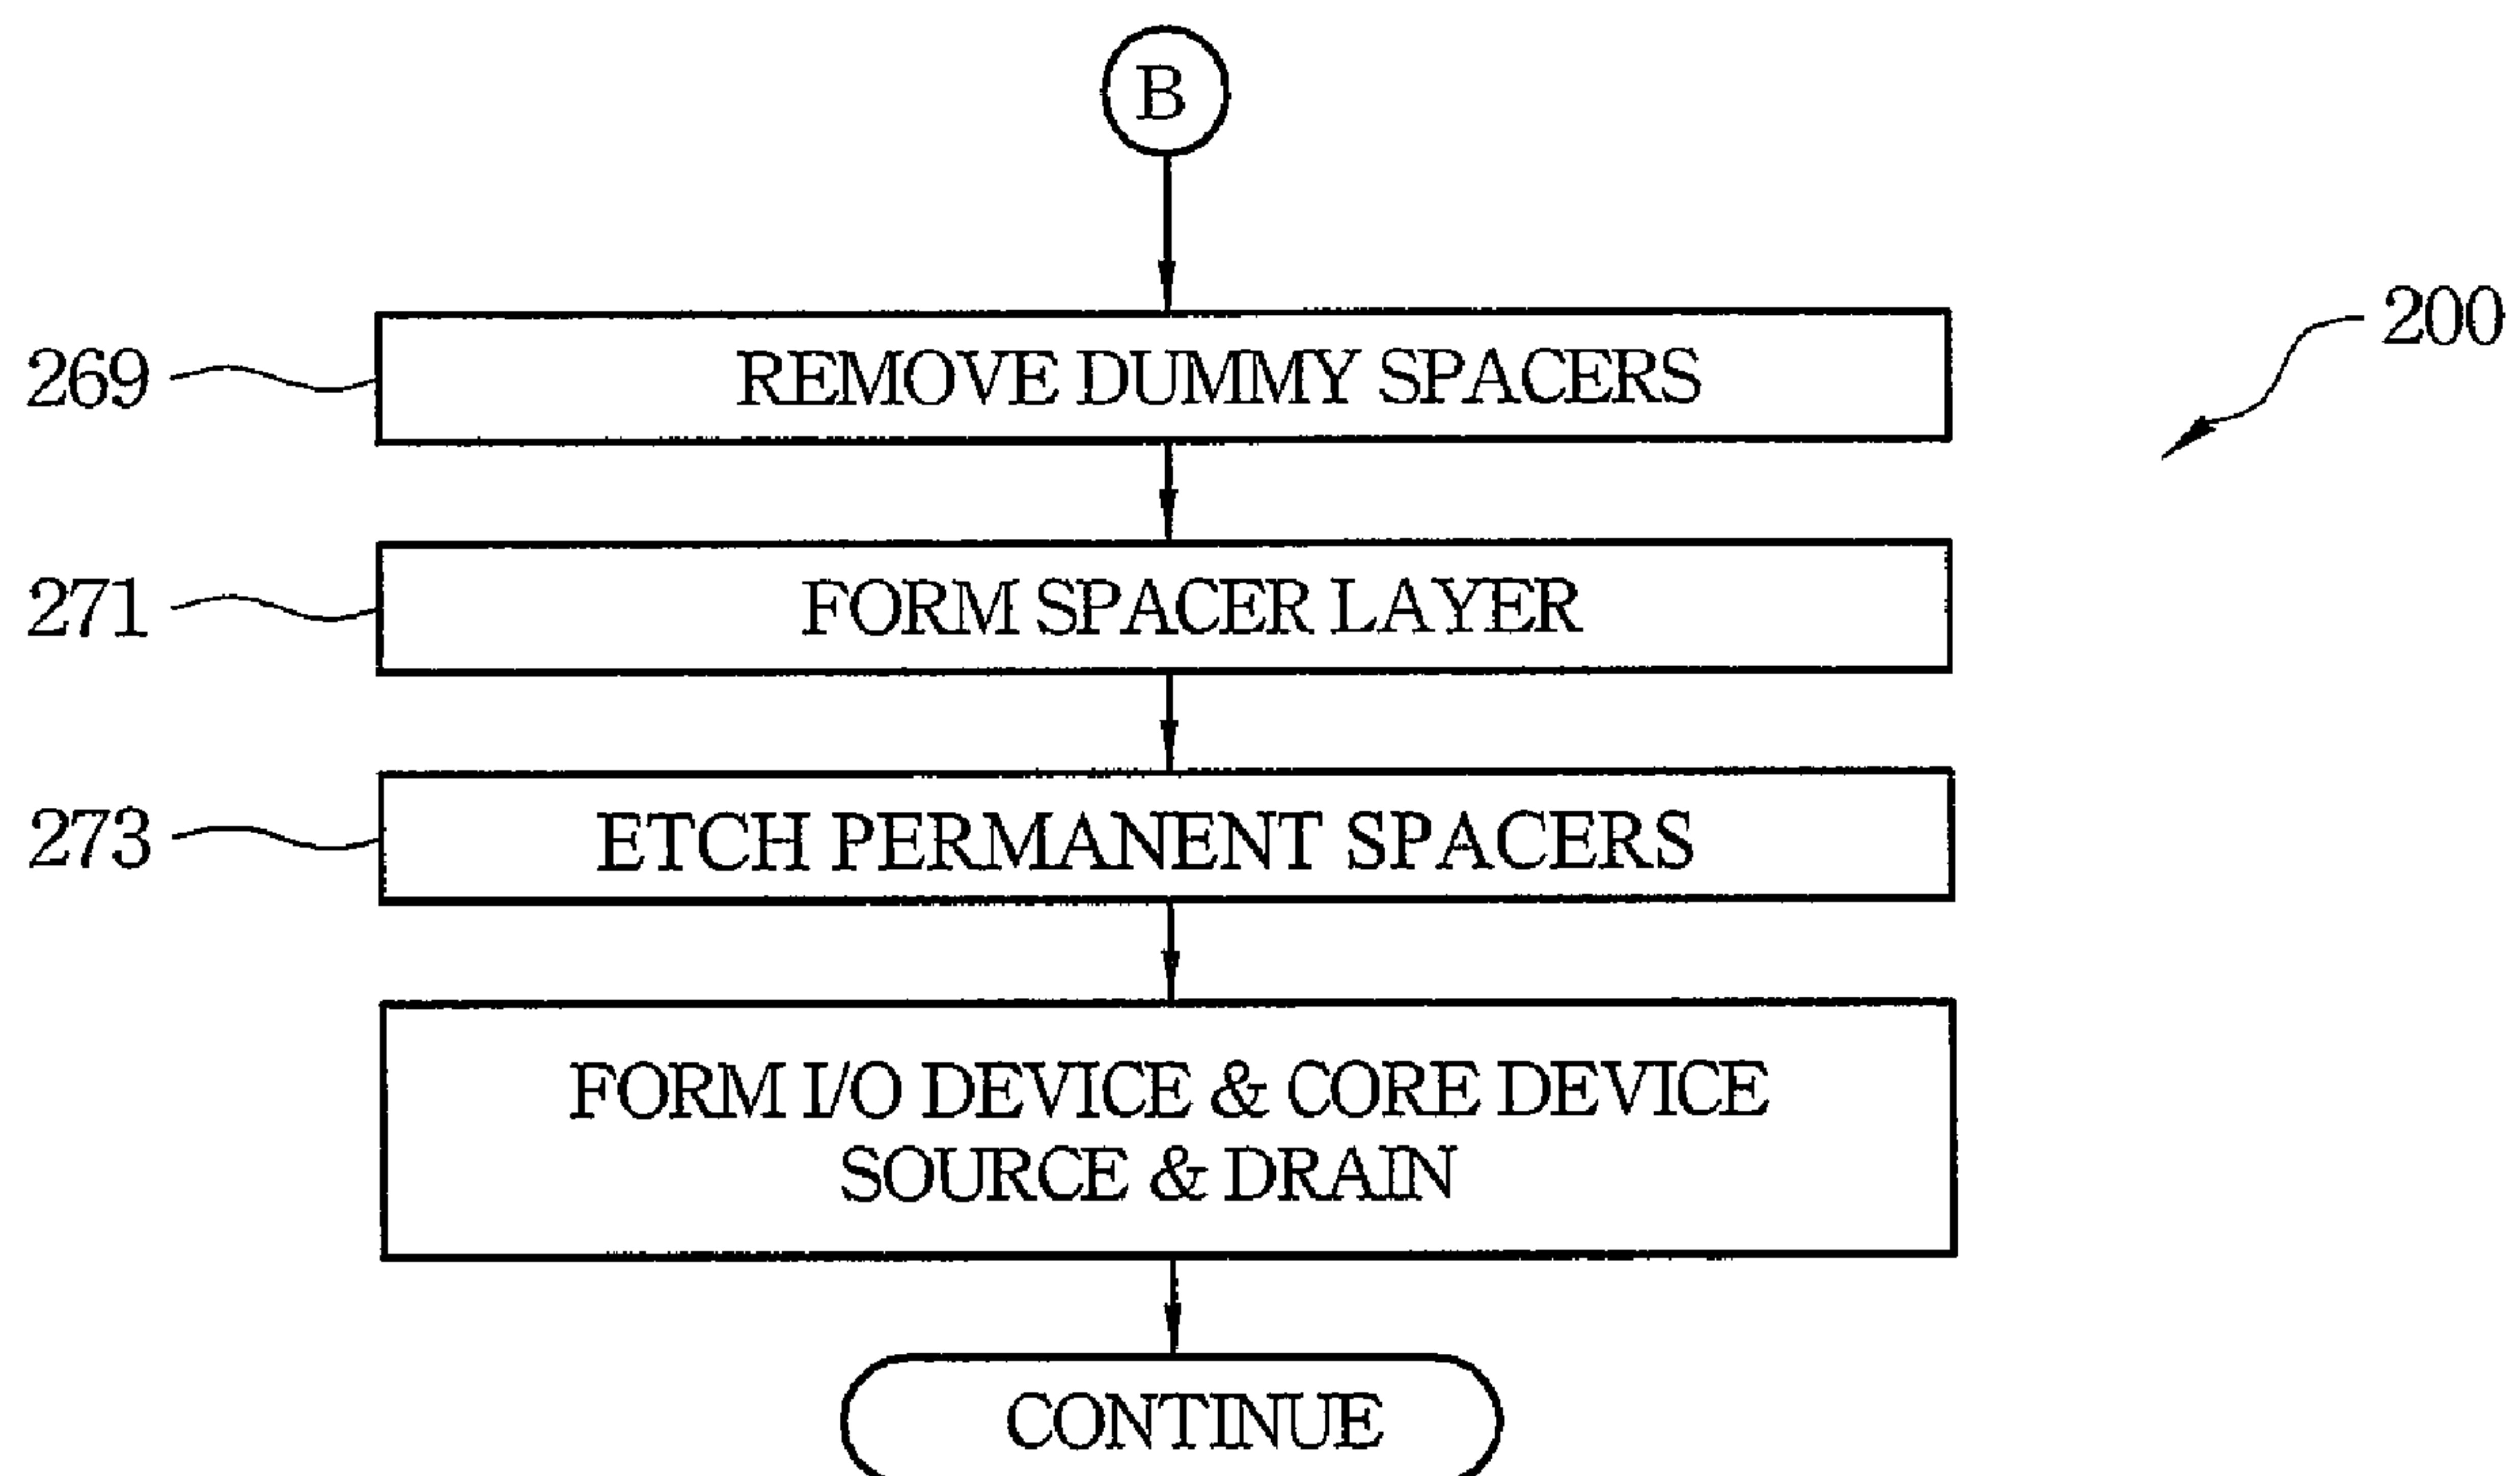 B
200
269
REMOVE DUMMY SPACERS
271
FORM SPACER LAYER
273
ETCH PERMANENT SPACERS
FORM I/O DEVICE & CORE DEVICE
SOURCE & DRAIN
CONTINUE